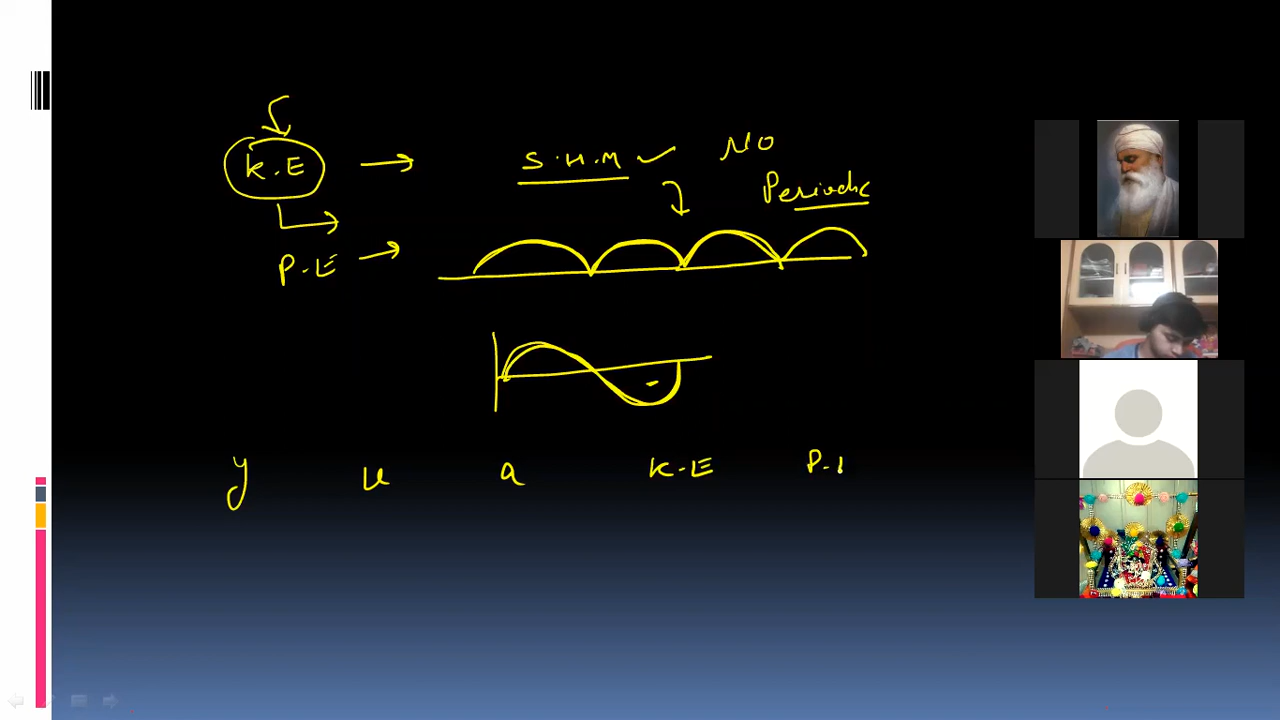 K.E → S.H.M ✓ NO
Periodic
P.E →
y u a K.E P.I